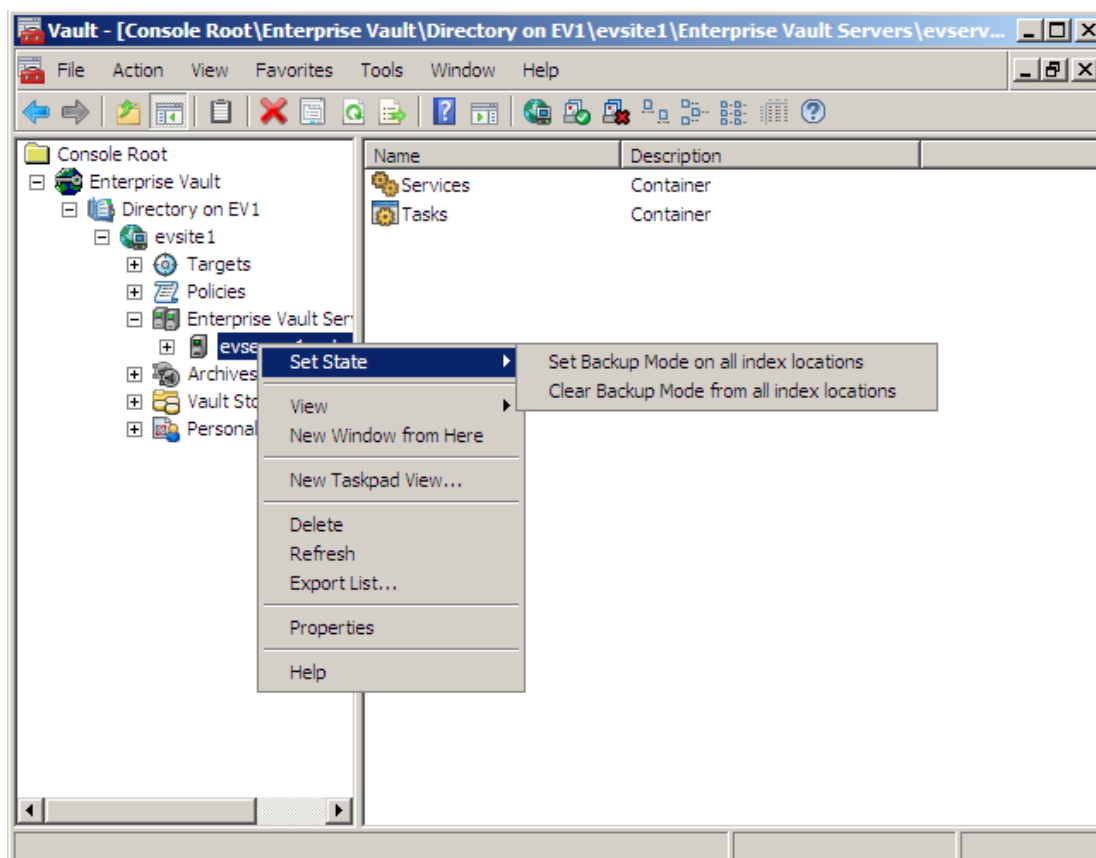 Vault - [Console Root\Enterprise Vault\Directory on EV1\evsite1\Enterprise Vault Servers\evserv...
File Action View Favorites Tools Window Help
Console Root
Enterprise Vault
Directory on EV1
evsite1
Targets
Policies
Enterprise Vault Ser
evse
Archives
Vault Sto
Personal
Name Description
Services Container
Tasks Container
Set State
View
New Window from Here
New Taskpad View...
Delete
Refresh
Export List...
Properties
Help
Set Backup Mode on all index locations
Clear Backup Mode from all index locations